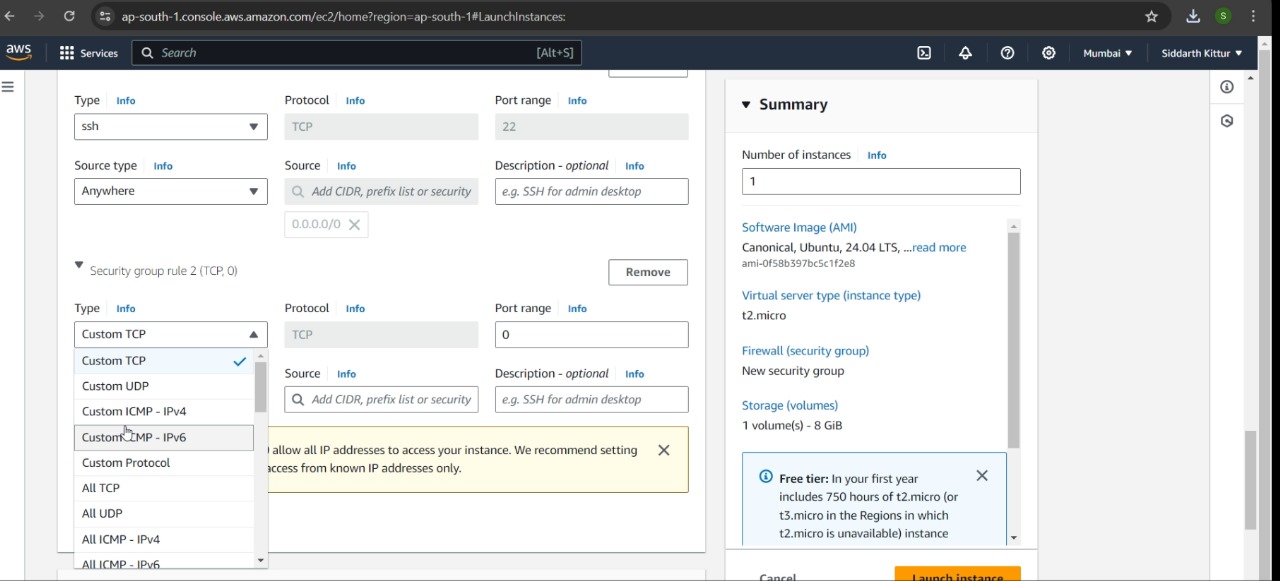 ap-south-1.console.aws.amazon.com/ec2/home?region=ap-south-1#LaunchInstances:
S
aws
Services
Search
[Alt+S]
Mumbai ▼
Siddarth Kittur ▼
Type Info
Protocol Info
Port range Info
ssh
TCP
22
Source type Info
Source Info
Description - optional Info
Anywhere
Add CIDR, prefix list or security
e.g. SSH for admin desktop
0.0.0.0/0
Security group rule 2 (TCP, 0)
Remove
Type Info
Protocol Info
Port range Info
Custom TCP
TCP
0
Custom TCP
Custom UDP
Custom ICMP - IPv4
Custom ICMP - IPv6
Custom Protocol
All TCP
All UDP
All ICMP - IPv4
All ICMP - IPv6
Source Info
Description - optional Info
Add CIDR, prefix list or security
e.g. SSH for admin desktop
allow all IP addresses to access your instance. We recommend setting
access from known IP addresses only.
Summary
Number of instances Info
1
Software Image (AMI)
Canonical, Ubuntu, 24.04 LTS, ...read more
ami-0f58b397bc5c1f2e8
Virtual server type (instance type)
t2.micro
Firewall (security group)
New security group
Storage (volumes)
1 volume(s) - 8 GiB
Free tier: In your first year
includes 750 hours of t2.micro (or
t3.micro in the Regions in which
t2.micro is unavailable) instance
Cancel
Launch instance